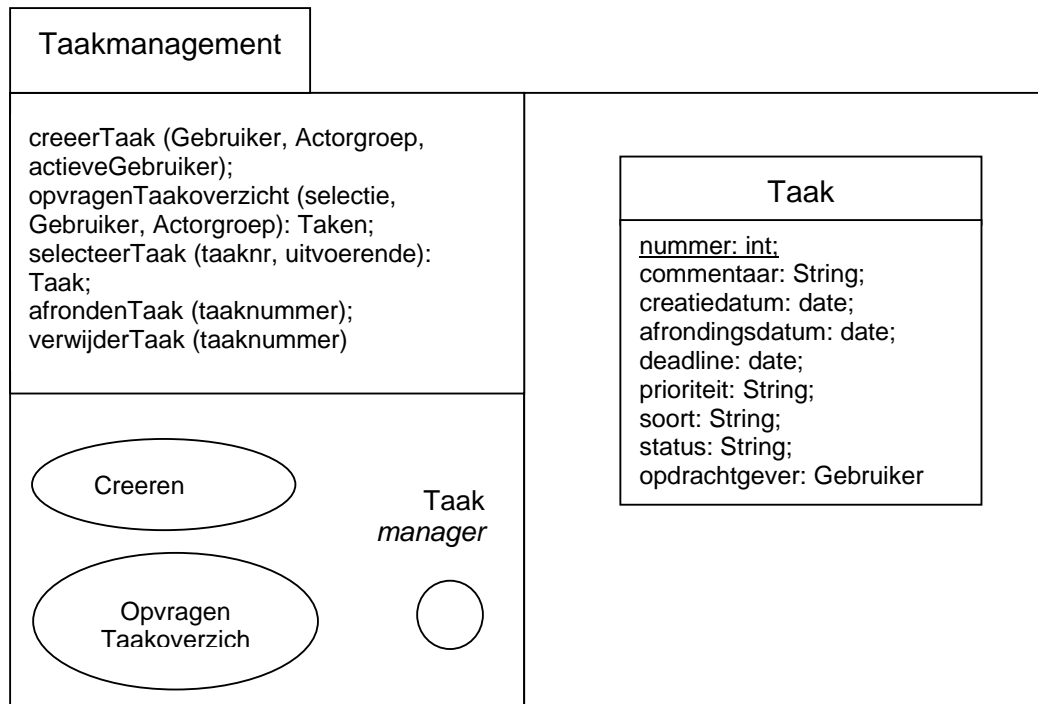 Taakmanagement
creeerTaak (Gebruiker, Actorgroep,
actieveGebruiker);
opvragenTaakoverzicht (selectie,
Gebruiker, Actorgroep): Taken;
selecteerTaak (taaknr, uitvoerende):
Taak;
afrondenTaak (taaknummer);
verwijderTaak (taaknummer)
Taak
nummer: int;
commentaar: String;
creatiedatum: date;
afrondingsdatum: date;
deadline: date;
prioriteit: String;
soort: String;
status: String;
opdrachtgever: Gebruiker
Creeren
Taak
manager
Opvragen
Taakoverzich